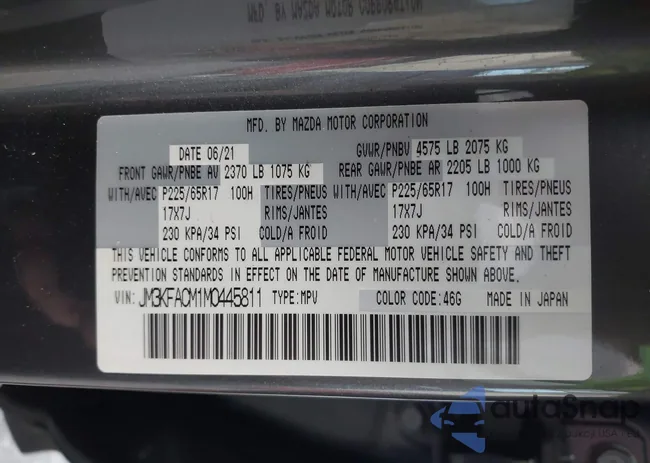 MFD. BY MAZDA MOTOR CORPORATION
DATE 06/21 GVWR/PNBV 4575 LB 2075 KG
FRONT GAWR/PNBE AV 2370 LB 1075 KG REAR GAWR/PNBE AR 2205 LB 1000 KG
WITH/AVEC P225/65R17 100H TIRES/PNEUS WITH/AVEC P225/65R17 100H TIRES/PNEUS
17X7J RIMS/JANTES 17X7J RIMS/JANTES
230 KPA/34 PSI COLD/A FROID 230 KPA/34 PSI COLD/A FROID
THIS VEHICLE CONFORMS TO ALL APPLICABLE FEDERAL MOTOR VEHICLE SAFETY AND THEFT
PREVENTION STANDARDS IN EFFECT ON THE DATE OF MANUFACTURE SHOWN ABOVE.
VIN: JM3KFACM1M0445811 TYPE:MPV COLOR CODE:46G MADE IN JAPAN
autoSnap